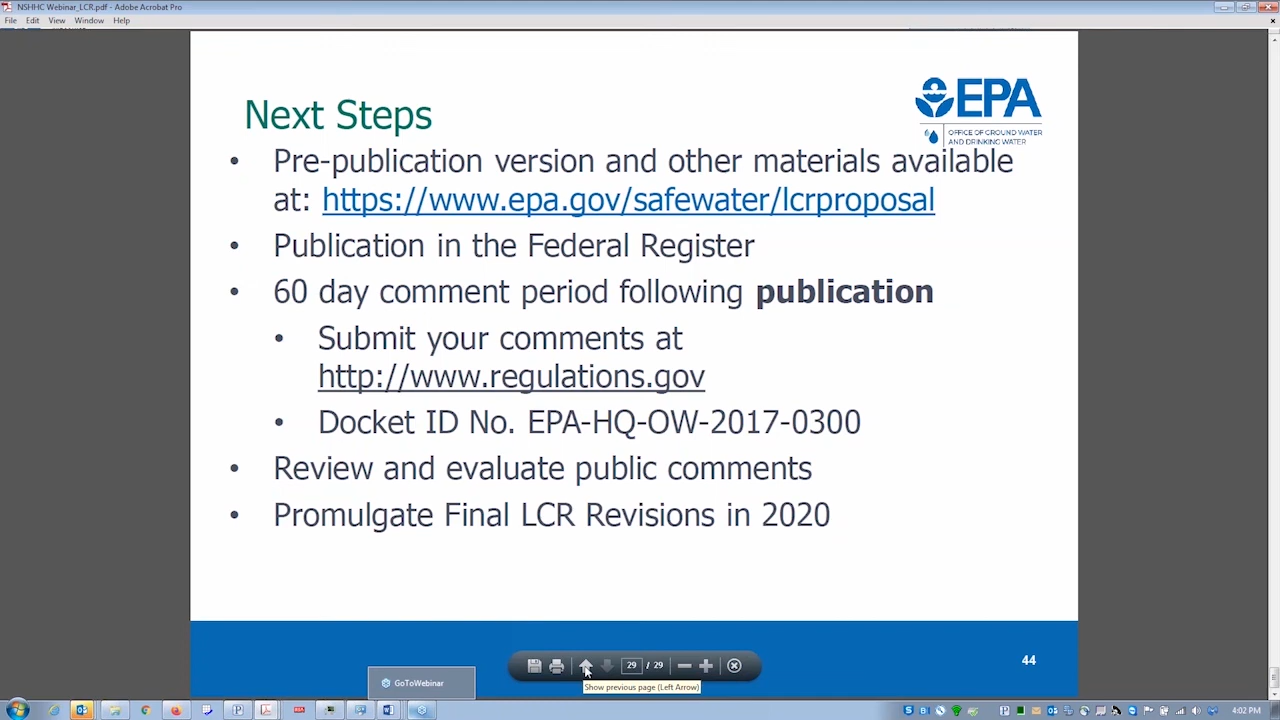 NSHHC Webinar_LCR.pdf - Adobe Acrobat Pro
File Edit View Window Help
EPA
OFFICE OF GROUND WATER
AND DRINKING WATER
Next Steps
• Pre-publication version and other materials available
at: https://www.epa.gov/safewater/lcrproposal
• Publication in the Federal Register
• 60 day comment period following publication
• Submit your comments at
http://www.regulations.gov
• Docket ID No. EPA-HQ-OW-2017-0300
• Review and evaluate public comments
• Promulgate Final LCR Revisions in 2020
44
29 / 29
Show previous page (Left Arrow)
GoToWebinar
4:02 PM